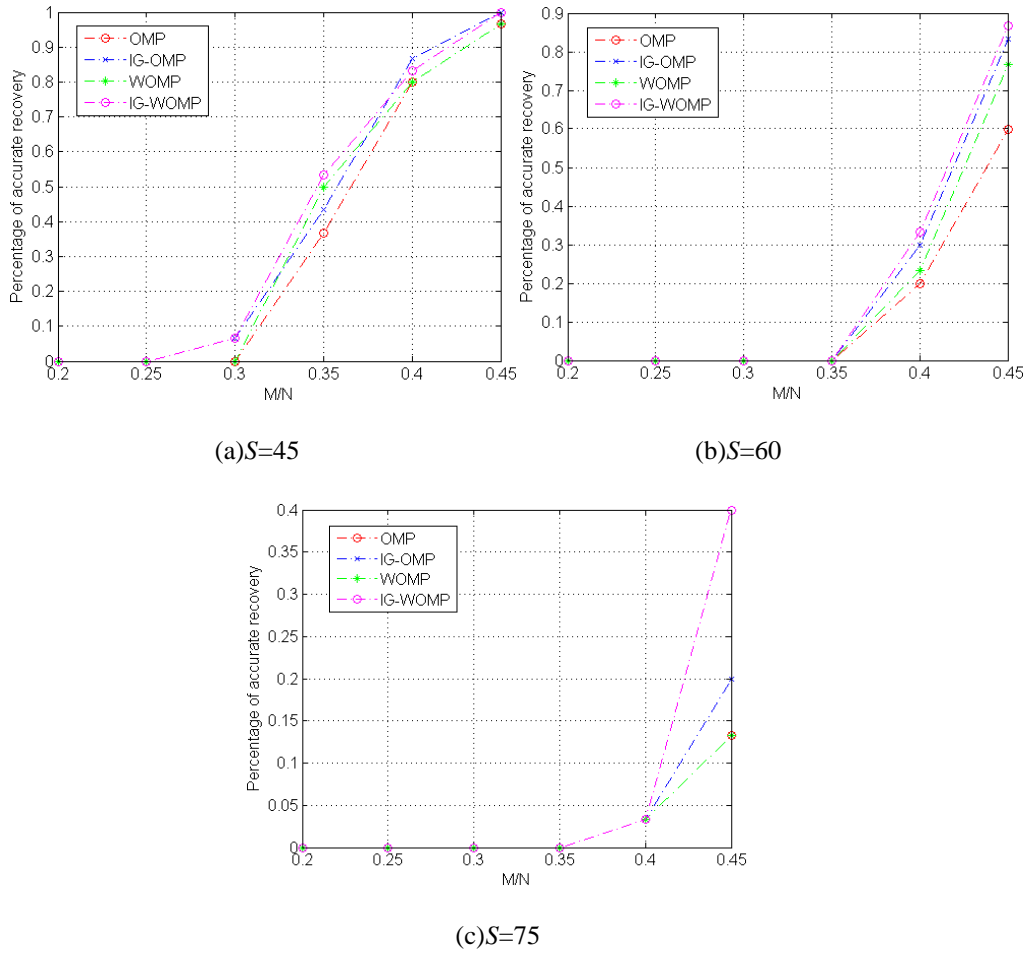 1
0.9
0.8
0.7
0.6
0.5
0.4
0.3
0.2
0.1
0
Percentage of accurate recovery
OMP
IG-OMP
WOMP
IG-WOMP
0.2 0.25 0.3 0.35 0.4 0.45
M/N
(a)S=45
0.9
0.8
0.7
0.6
0.5
0.4
0.3
0.2
0.1
0
Percentage of accurate recovery
OMP
IG-OMP
WOMP
IG-WOMP
0.2 0.25 0.3 0.35 0.4 0.45
M/N
(b)S=60
0.4
0.35
0.3
0.25
0.2
0.15
0.1
0.05
0
Percentage of accurate recovery
OMP
IG-OMP
WOMP
IG-WOMP
0.2 0.25 0.3 0.35 0.4 0.45
M/N
(c)S=75